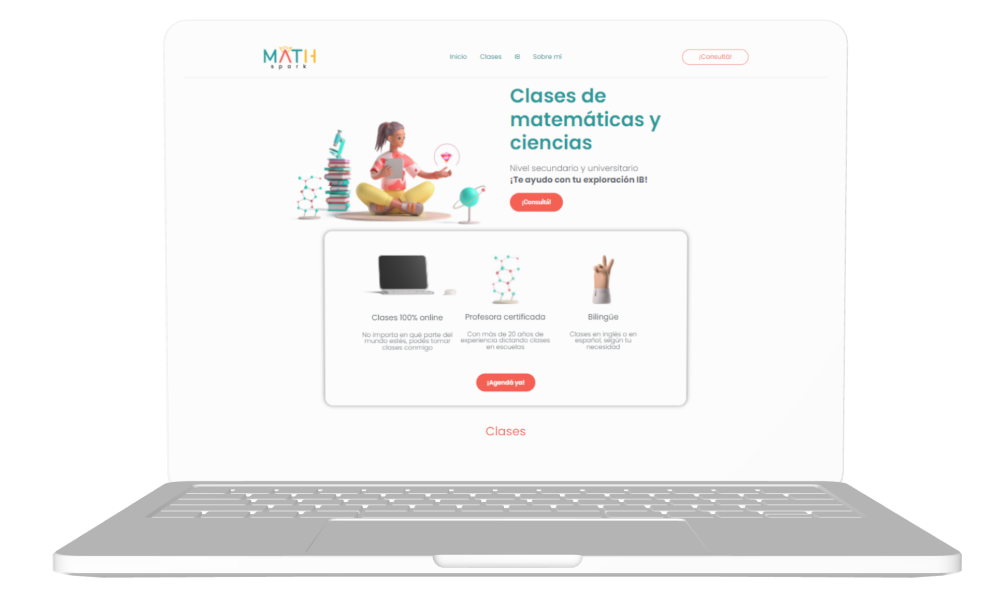 MATH
spark
Inicio Clases IB Sobre mí
¡Consultá!
Clases de
matemáticas y
ciencias
Nivel secundario y universitario
¡Te ayudo con tu exploración IB!
¡Consultá!
Clases 100% online
No importa en qué parte del
mundo estés, podés tomar
clases conmigo
Profesora certificada
Con más de 20 años de
experiencia dictando clases
en escuelas
Bilingüe
Clases en inglés o en
español, según tu
necesidad
¡Agendá ya!
Clases